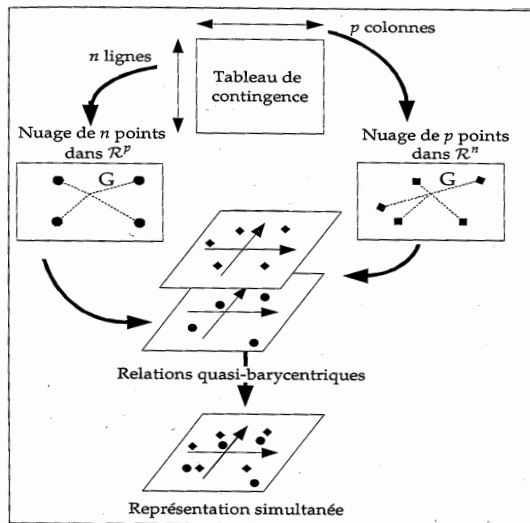 p colonnes
n lignes
Tableau de
contingence
Nuage de n points
dans ℛᵖ
Nuage de p points
dans ℛⁿ
G
G
Relations quasi-barycentriques
Représentation simultanée